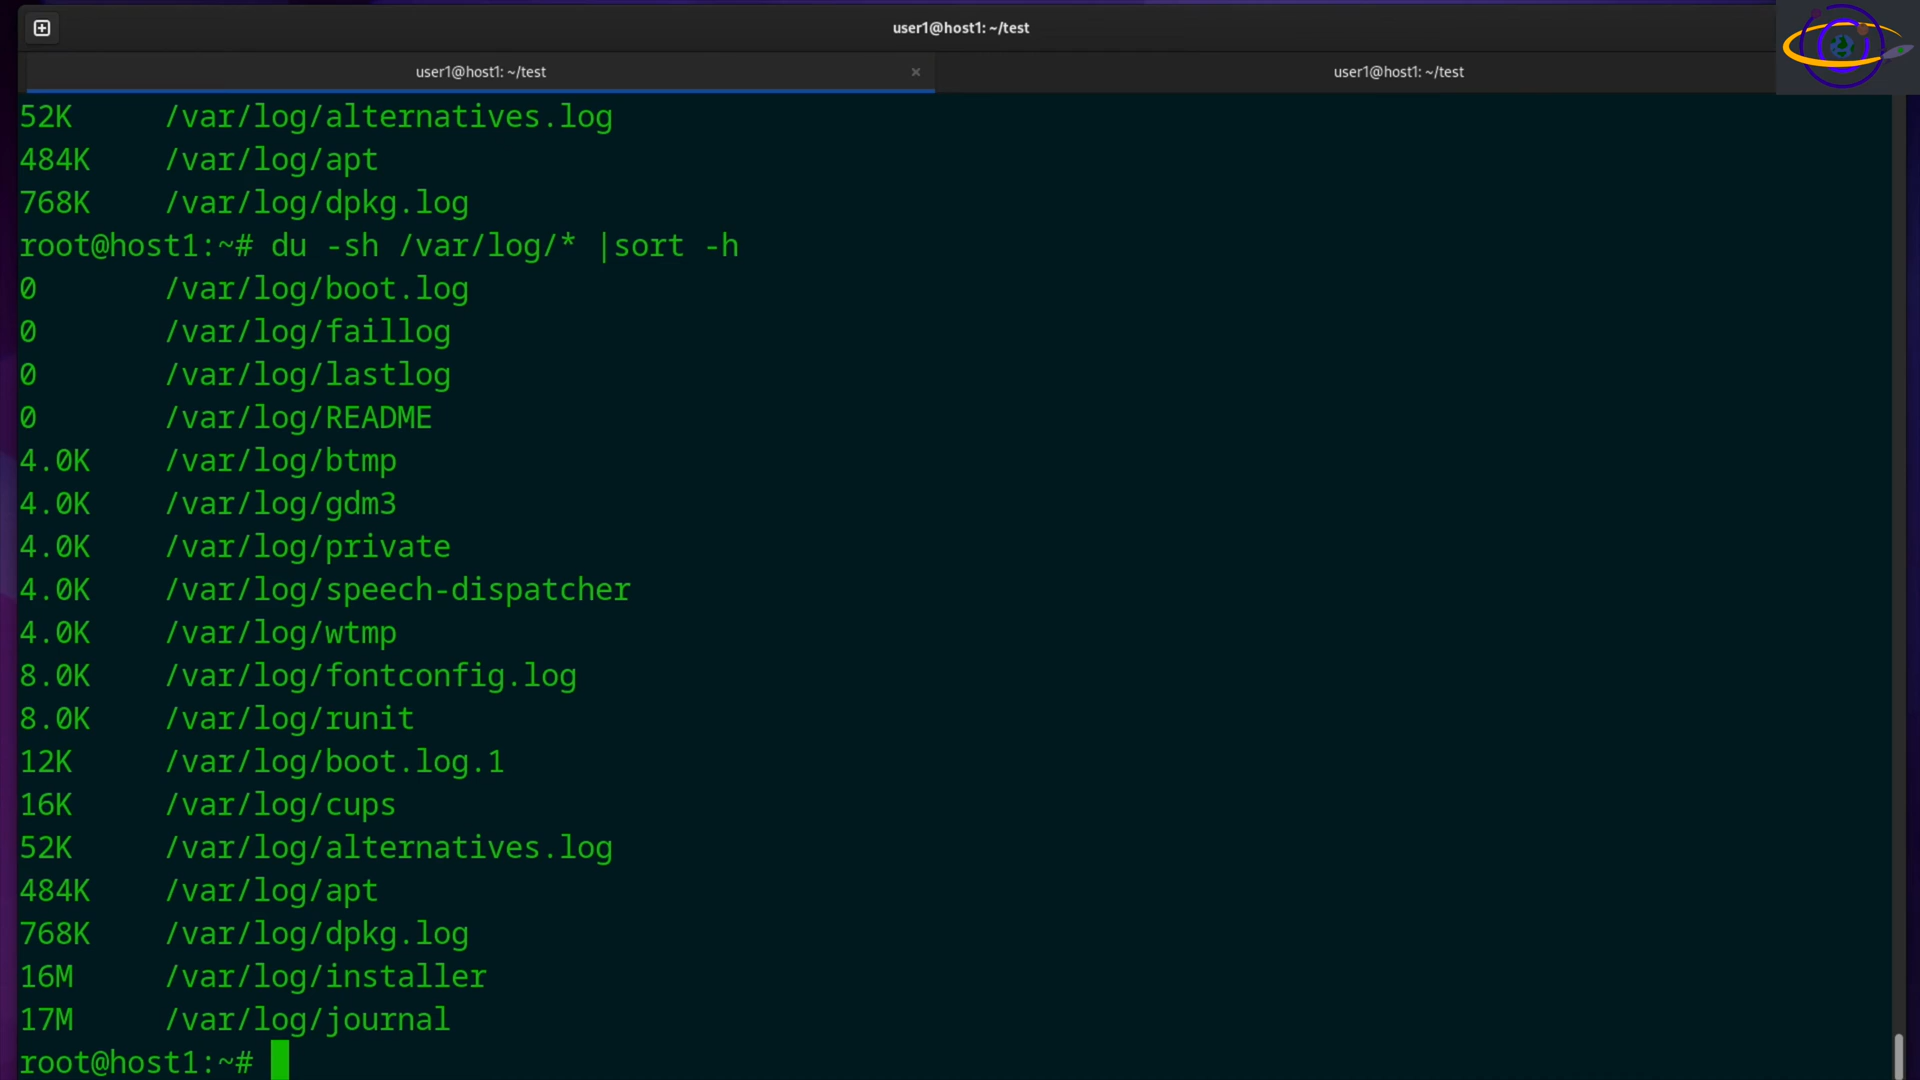 user1@host1: ~/test
user1@host1: ~/test × user1@host1: ~/test
52K /var/log/alternatives.log
484K /var/log/apt
768K /var/log/dpkg.log
root@host1:~# du -sh /var/log/* |sort -h
0 /var/log/boot.log
0 /var/log/faillog
0 /var/log/lastlog
0 /var/log/README
4.0K /var/log/btmp
4.0K /var/log/gdm3
4.0K /var/log/private
4.0K /var/log/speech-dispatcher
4.0K /var/log/wtmp
8.0K /var/log/fontconfig.log
8.0K /var/log/runit
12K /var/log/boot.log.1
16K /var/log/cups
52K /var/log/alternatives.log
484K /var/log/apt
768K /var/log/dpkg.log
16M /var/log/installer
17M /var/log/journal
root@host1:~#